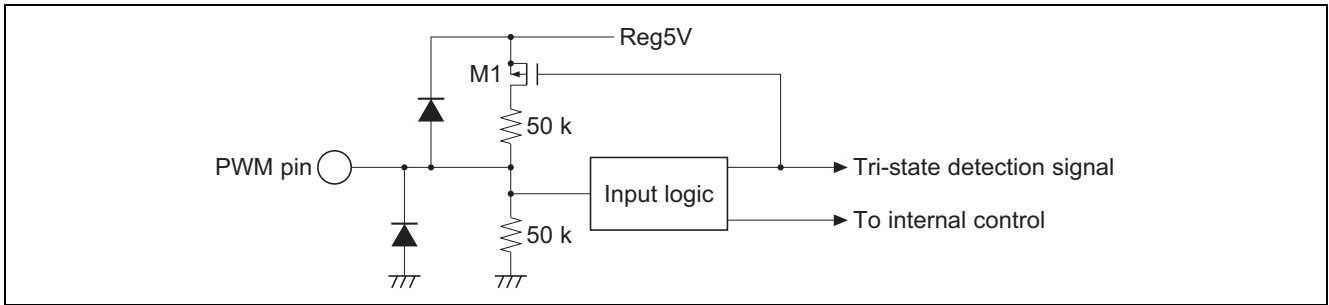 Reg5V
M1
50 k
PWM pin
Input logic
Tri-state detection signal
To internal control
50 k